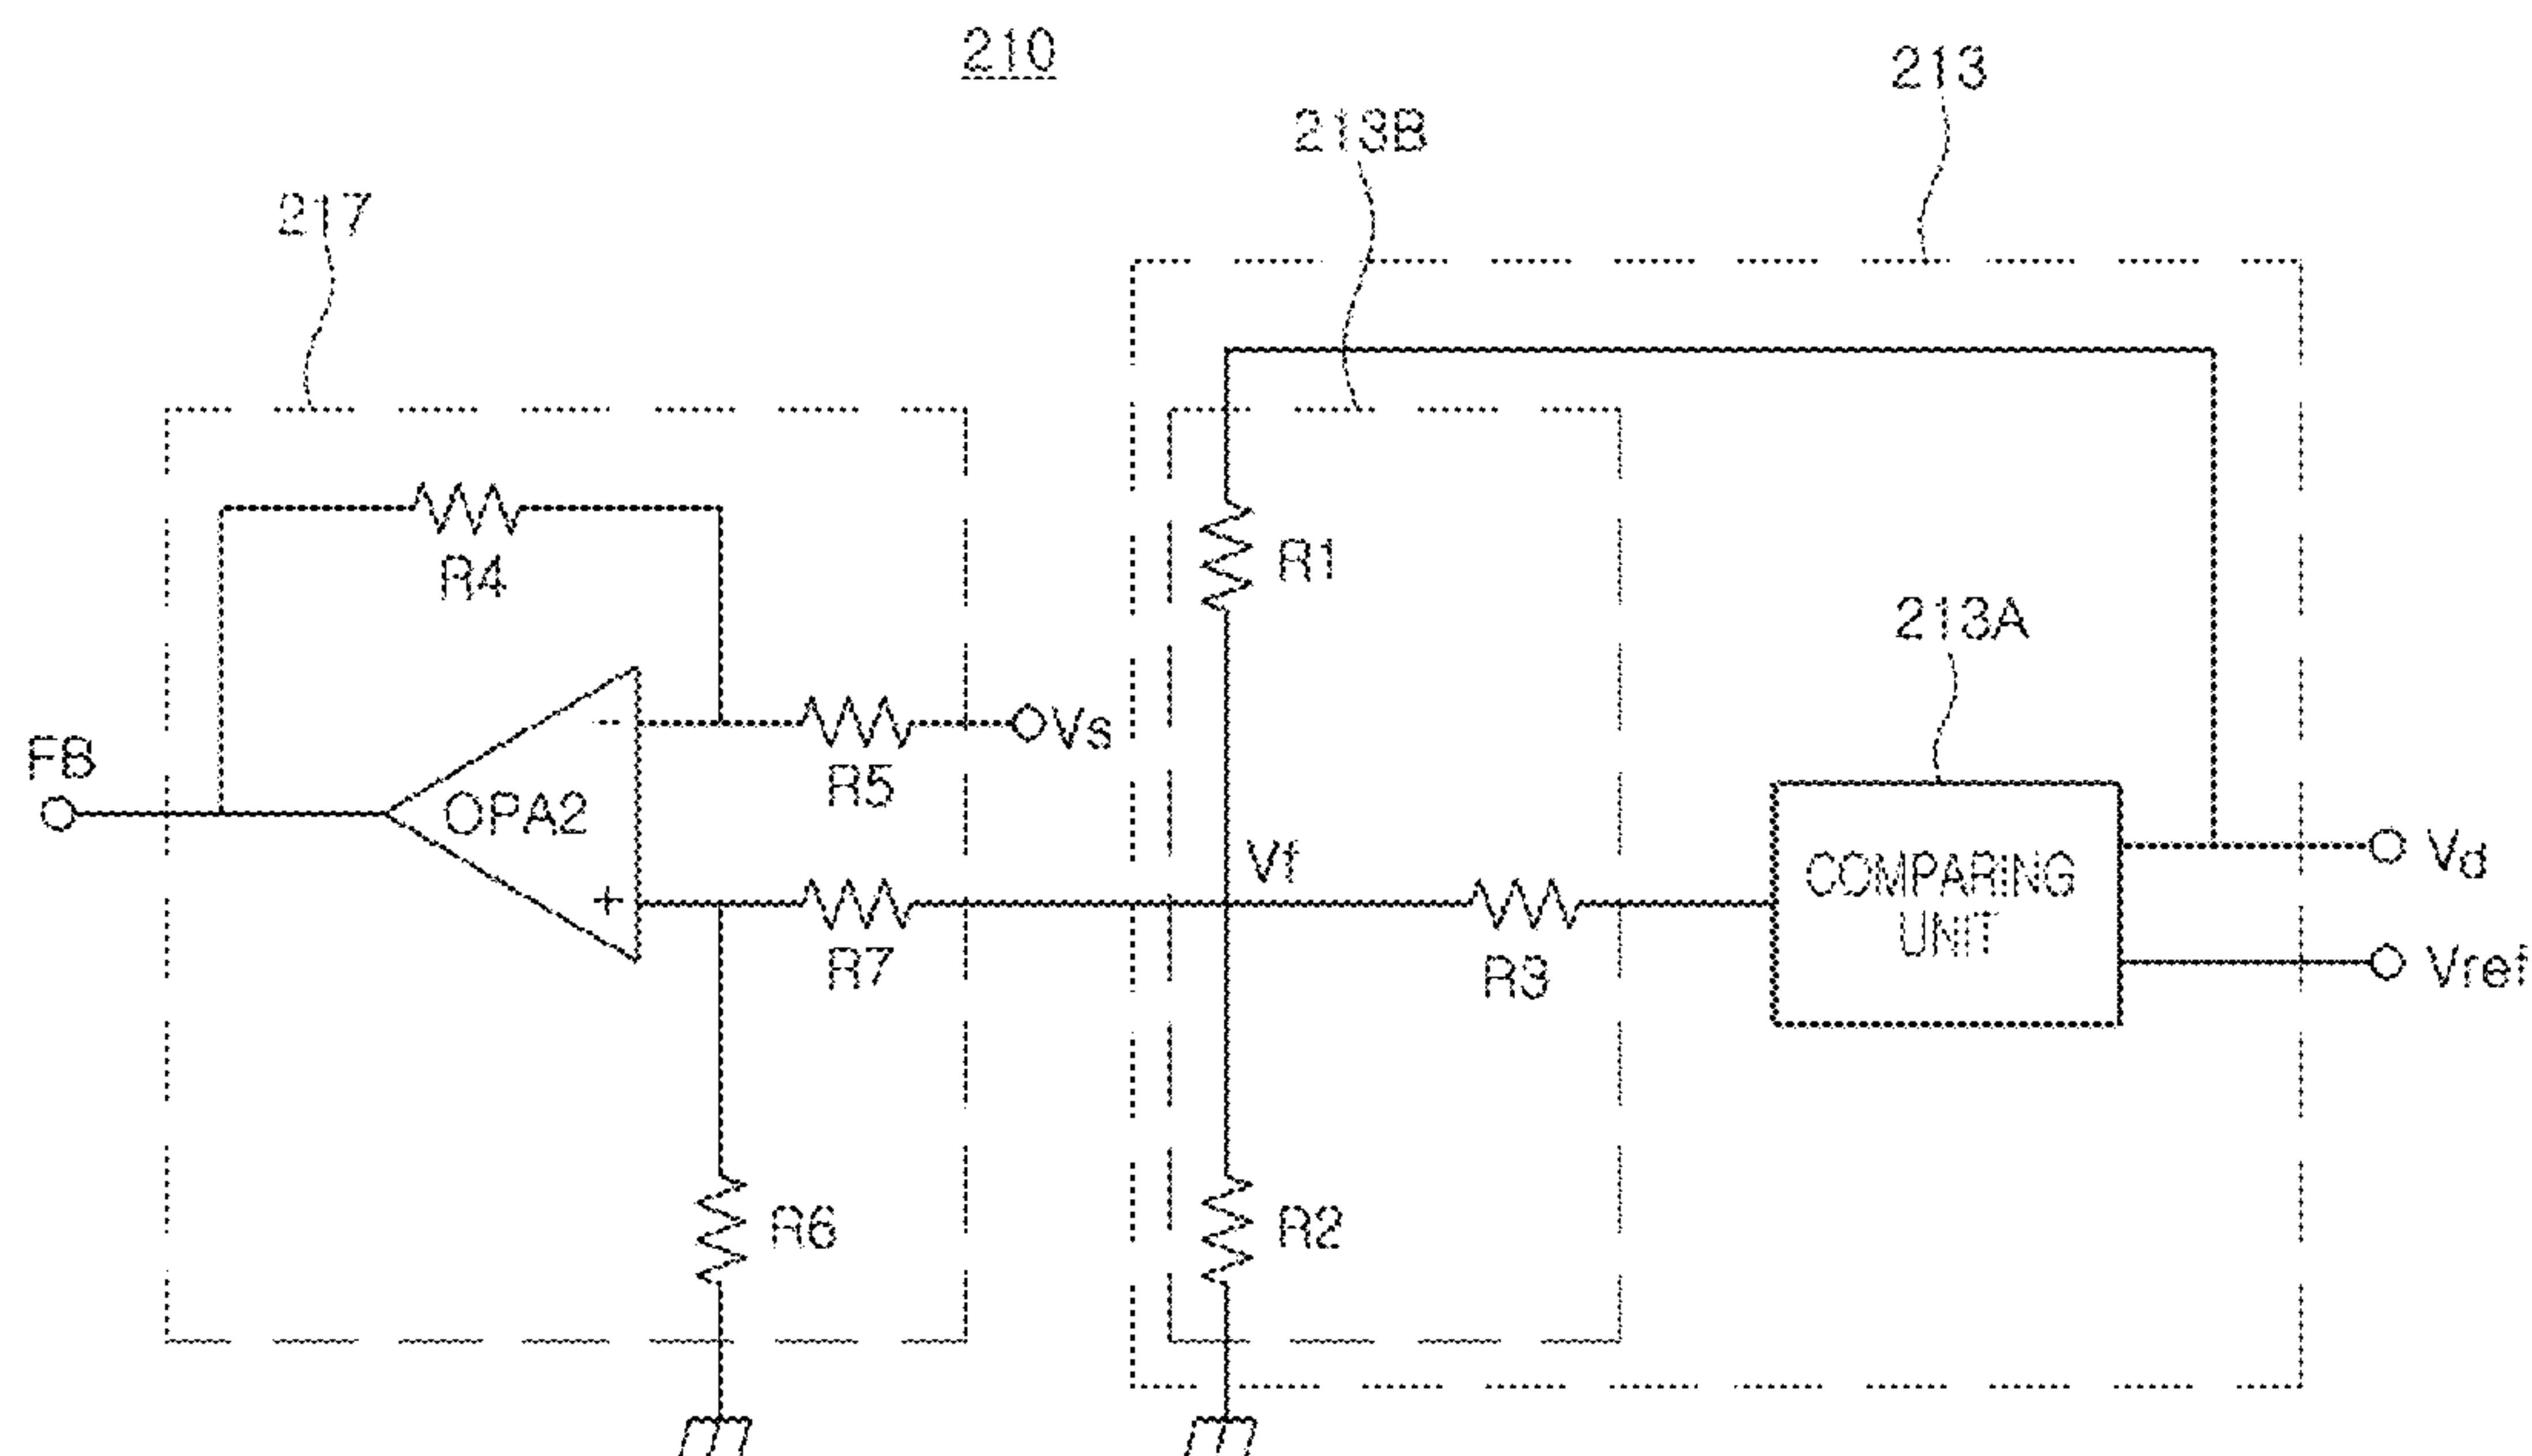 210
213
213B
217
R4
R1
213A
-
Vs
FB
OPA2
R5
Vf
COMPARING
UNIT
Vd
+
R7
R3
Vref
R6
R2